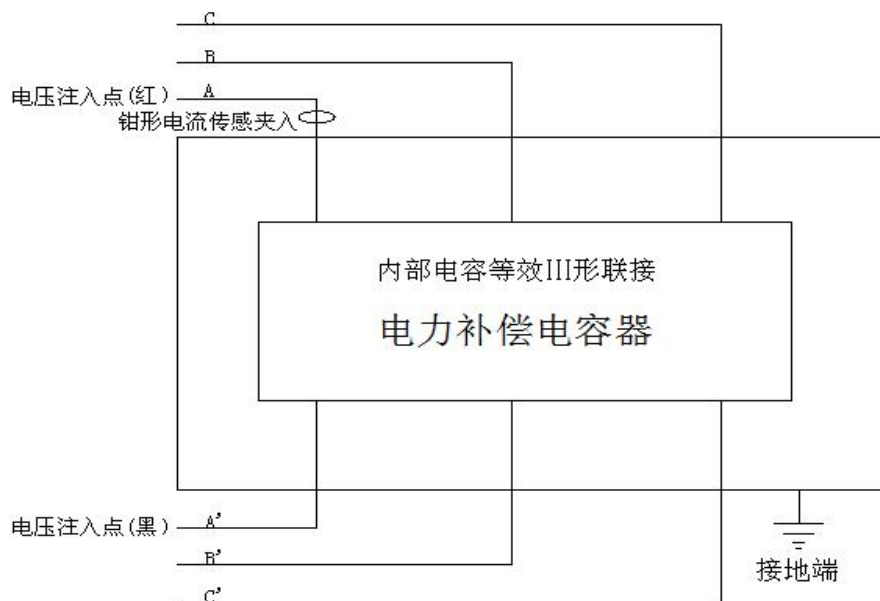 C
B
电压注入点(红) A
钳形电流传感夹入
内部电容等效III形联接
电力补偿电容器
电压注入点(黑) A'
B'
接地端
C'